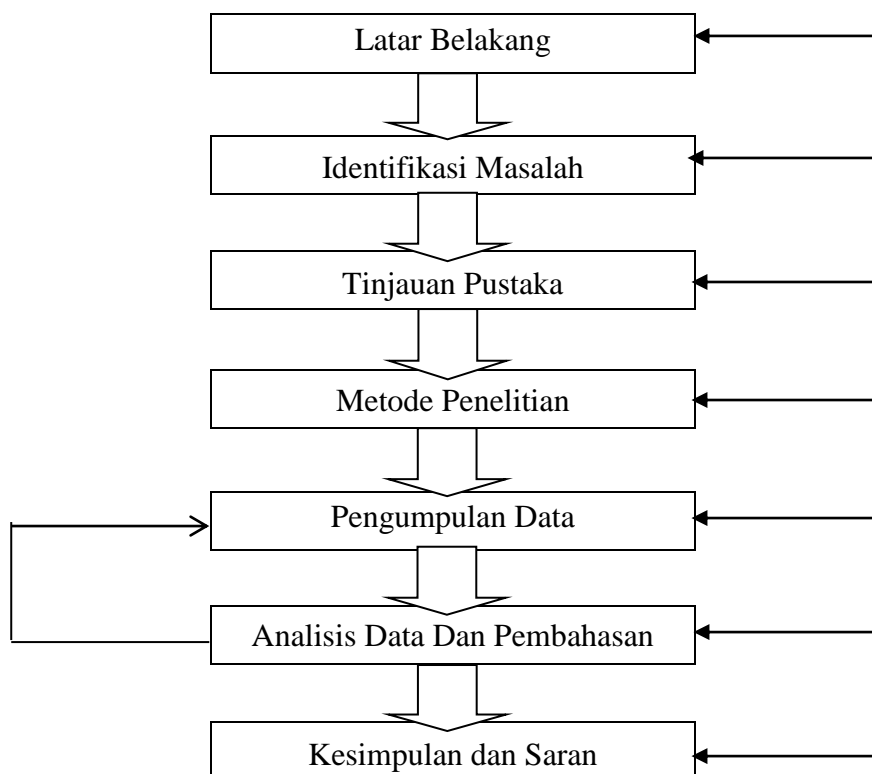 Latar Belakang
Identifikasi Masalah
Tinjauan Pustaka
Metode Penelitian
Pengumpulan Data
Analisis Data Dan Pembahasan
Kesimpulan dan Saran